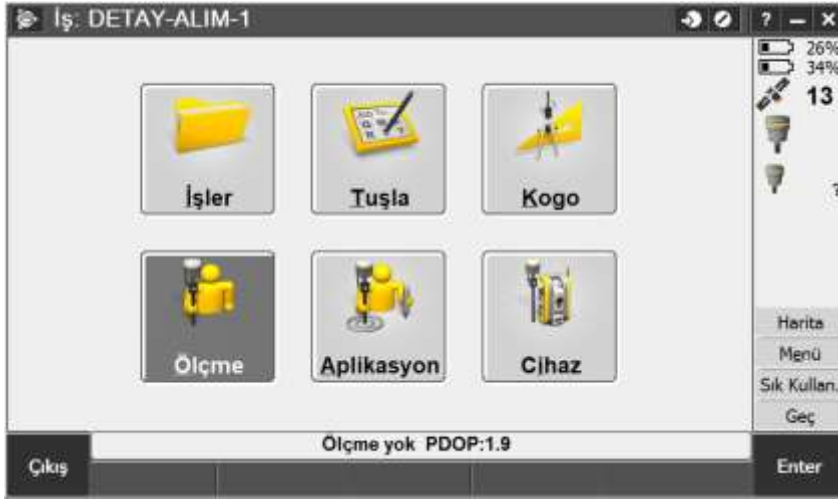 İş: DETAY-ALIM-1
? – X
26%
34%
13
?
İşler
Tuşla
Kogo
Ölçme
Aplikasyon
Cihaz
Harita
Menü
Sık Kullan.
Geç
Ölçme yok PDOP:1.9
Çıkış
Enter